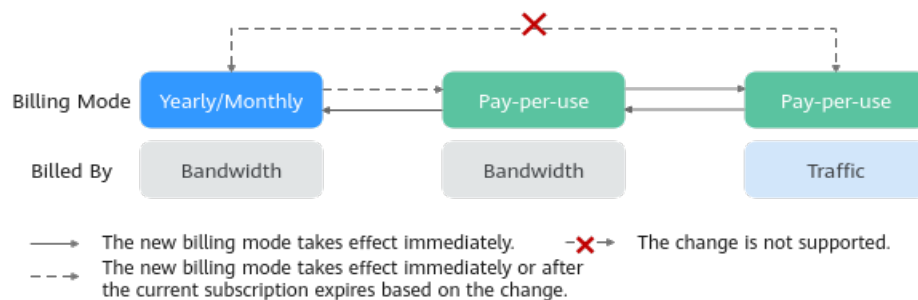 Billing Mode Yearly/Monthly Pay-per-use Pay-per-use
Billed By Bandwidth Bandwidth Traffic
The new billing mode takes effect immediately. The change is not supported.
The new billing mode takes effect immediately or after
the current subscription expires based on the change.